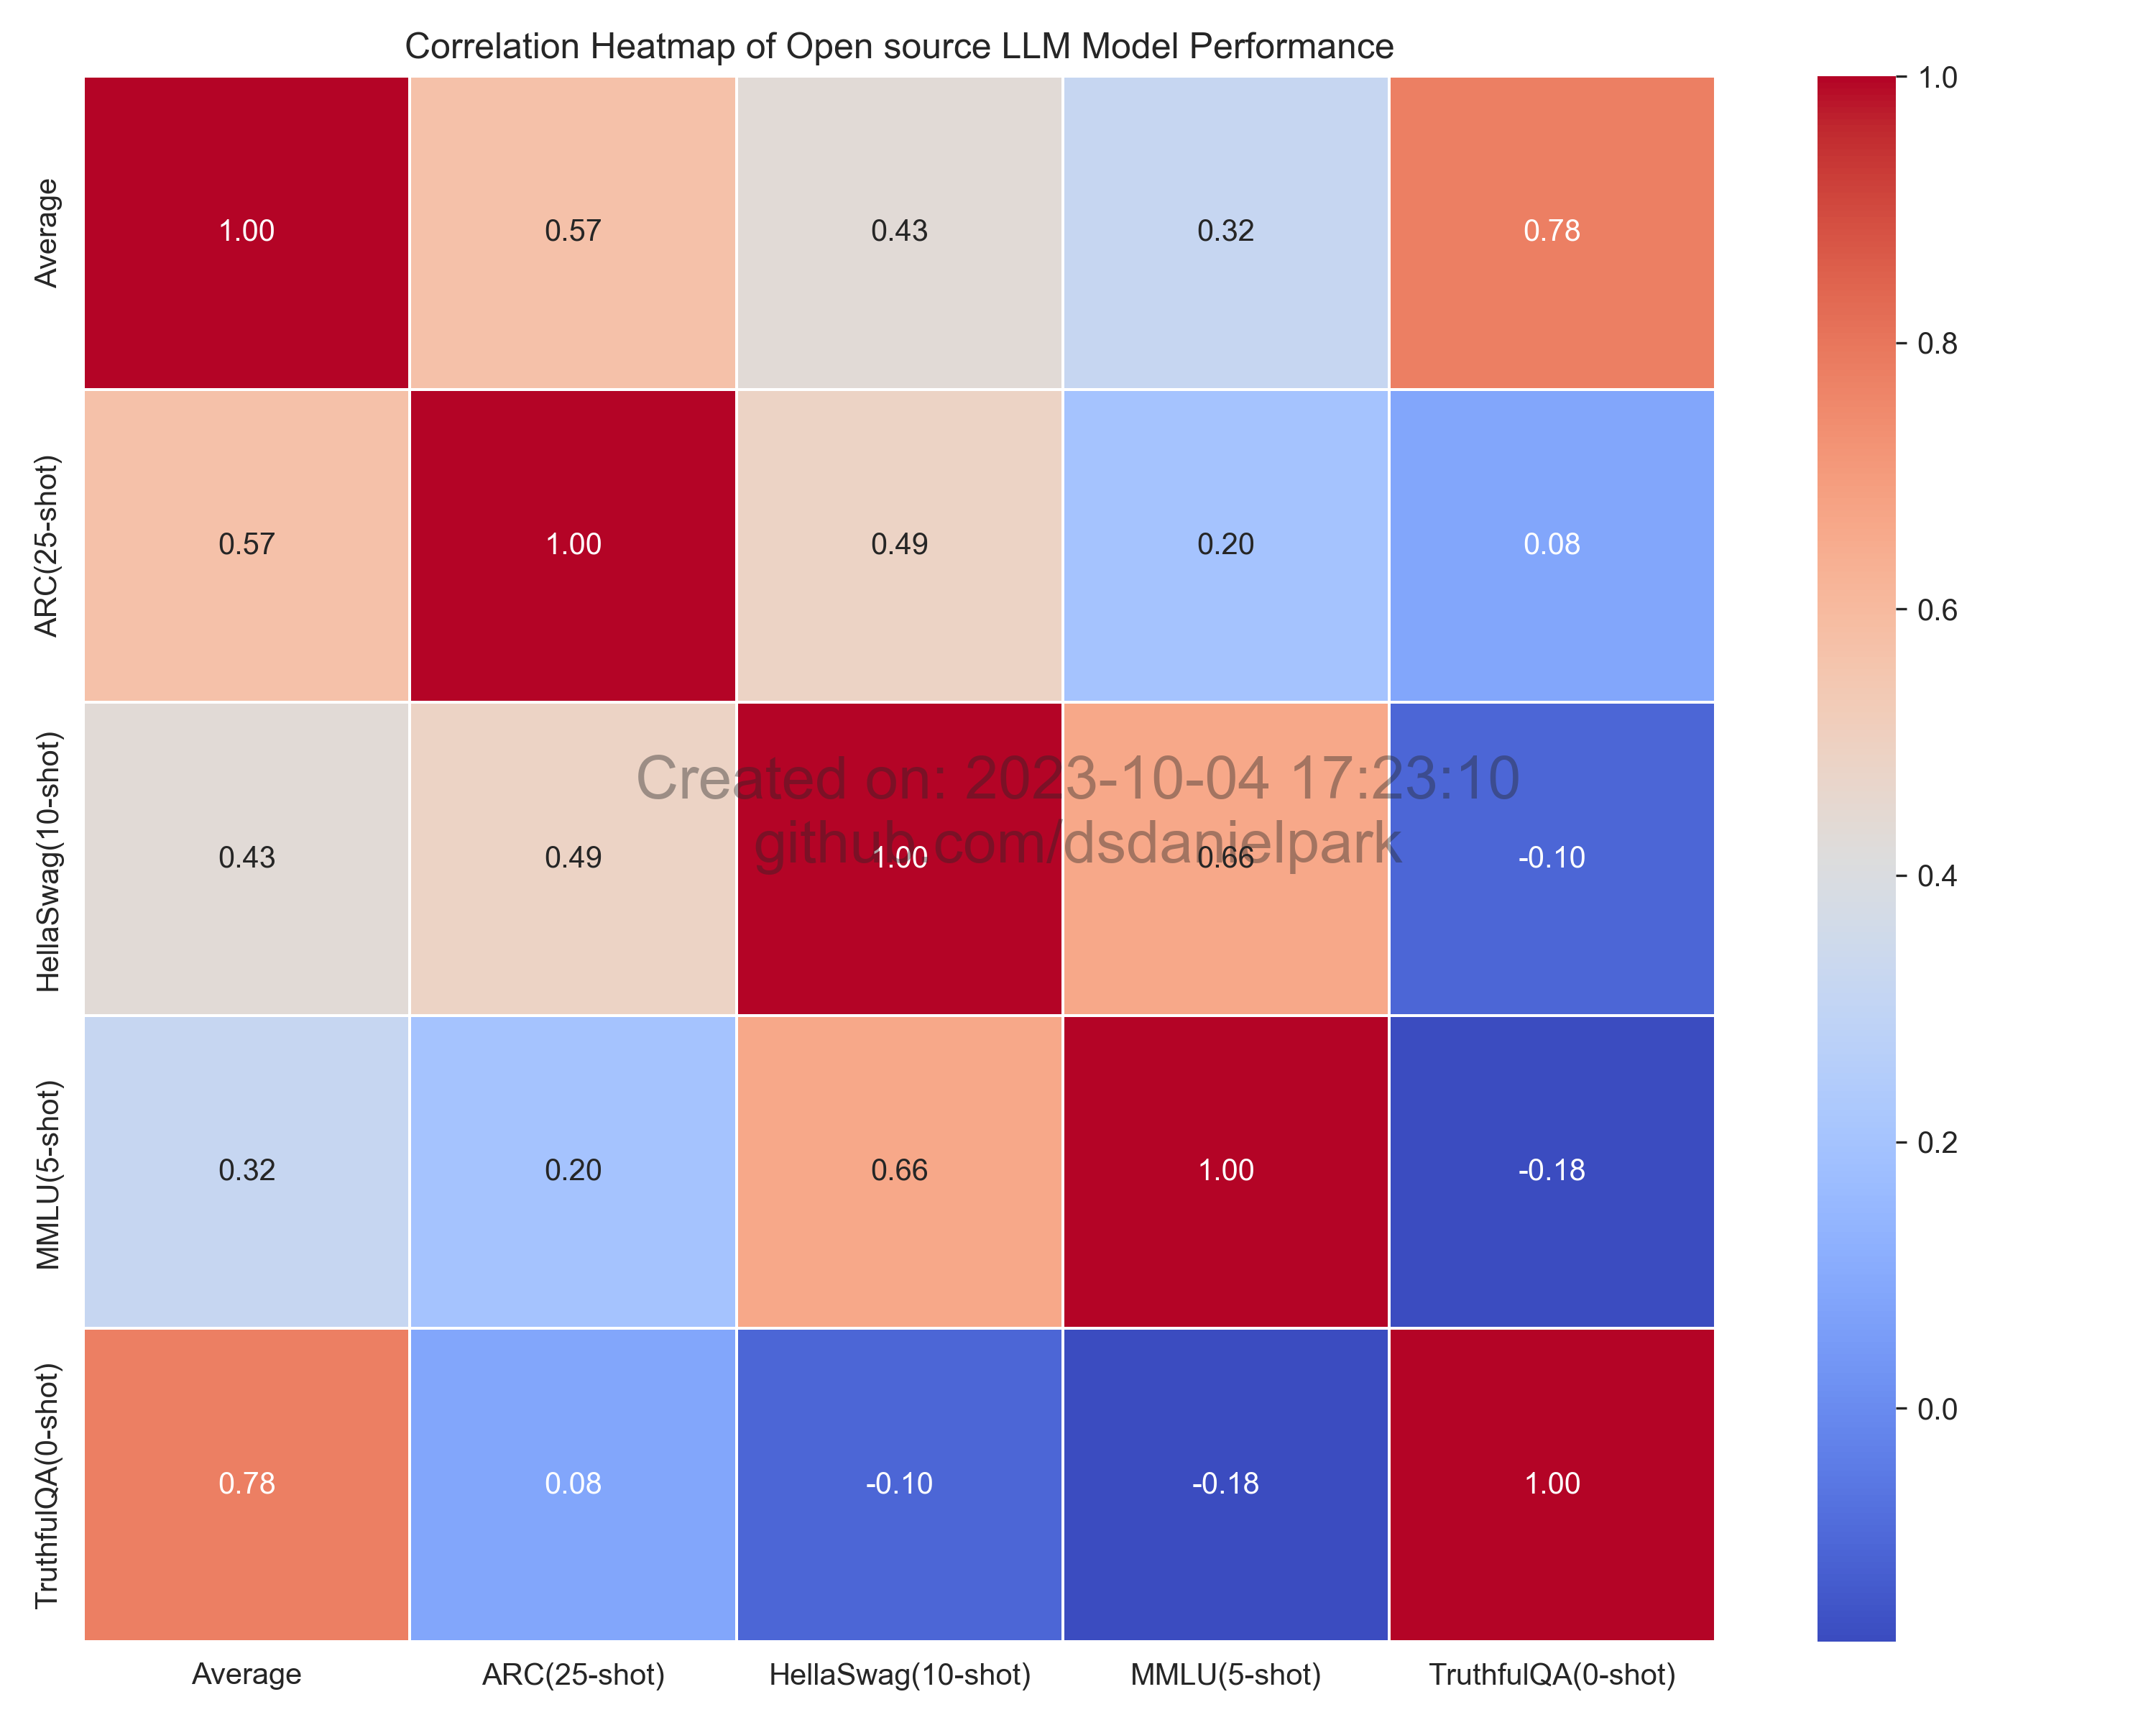 Correlation Heatmap of Open source LLM Model Performance
1.0
Average
1.00 0.57 0.43 0.32 0.78
0.8
ARC(25-shot)
0.57 1.00 0.49 0.20 0.08
0.6
HellaSwag(10-shot)
Created on: 2023-10-04 17:23:10
github.com/dsdanielpark
0.43 0.49 1.00 0.66 -0.10
0.4
MMLU(5-shot)
0.32 0.20 0.66 1.00 -0.18
0.2
TruthfulQA(0-shot)
0.78 0.08 -0.10 -0.18 1.00
0.0
Average ARC(25-shot) HellaSwag(10-shot) MMLU(5-shot) TruthfulQA(0-shot)